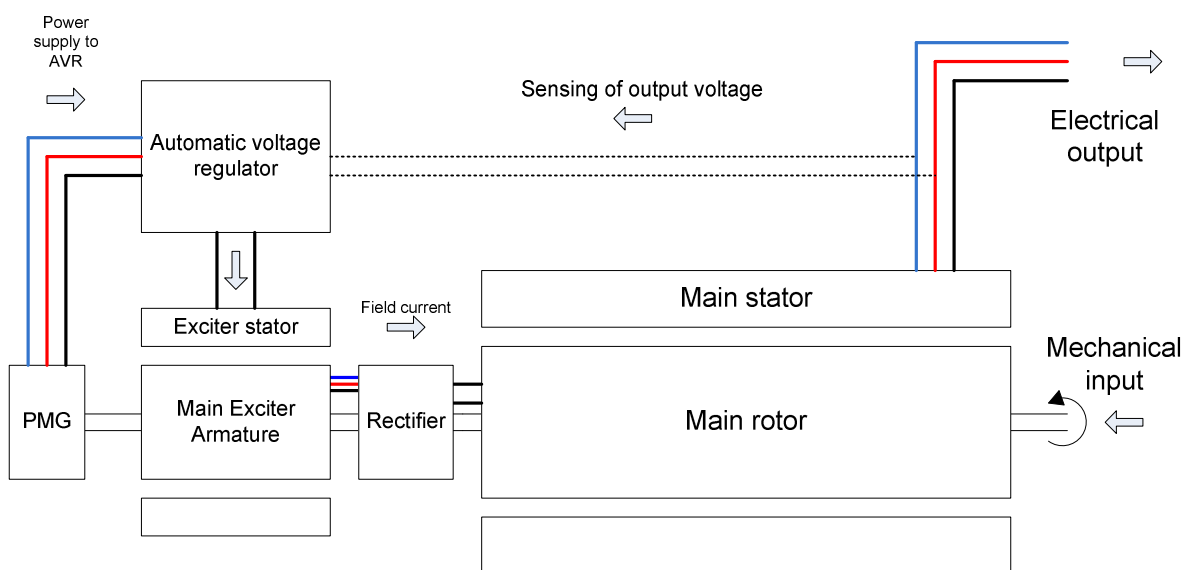 Power
supply to
AVR
Sensing of output voltage
Electrical
output
Automatic voltage
regulator
Main stator
Field current
Exciter stator
Mechanical
input
PMG
Main Exciter
Armature
Rectifier
Main rotor